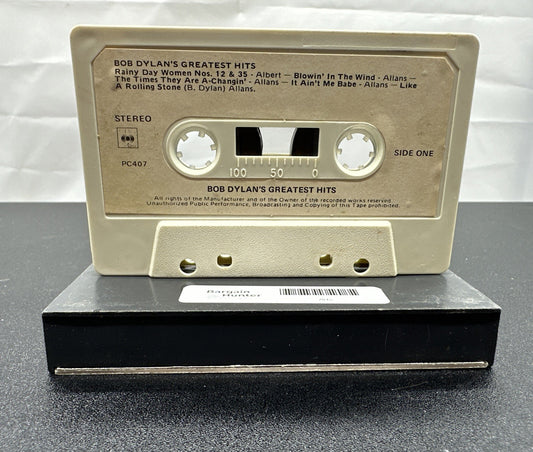 BOB DYLAN'S GREATEST HITS
Rainy Day Women Nos. 12 & 35 - Albert — Blowin' In The Wind - Allans —
The Times They Are A-Changin' - Allans — It Ain't Me Babe - Allans — Like
A Rolling Stone (B. Dylan) Allans.
STEREO
CBS
PC407
SIDE ONE
100 50 0
BOB DYLAN'S GREATEST HITS
All rights of the Manufacturer and of the Owner of the recorded works reserved.
Unauthorized Public Performance, Broadcasting and Copying of this Tape prohibited.
Bargain
Hunter